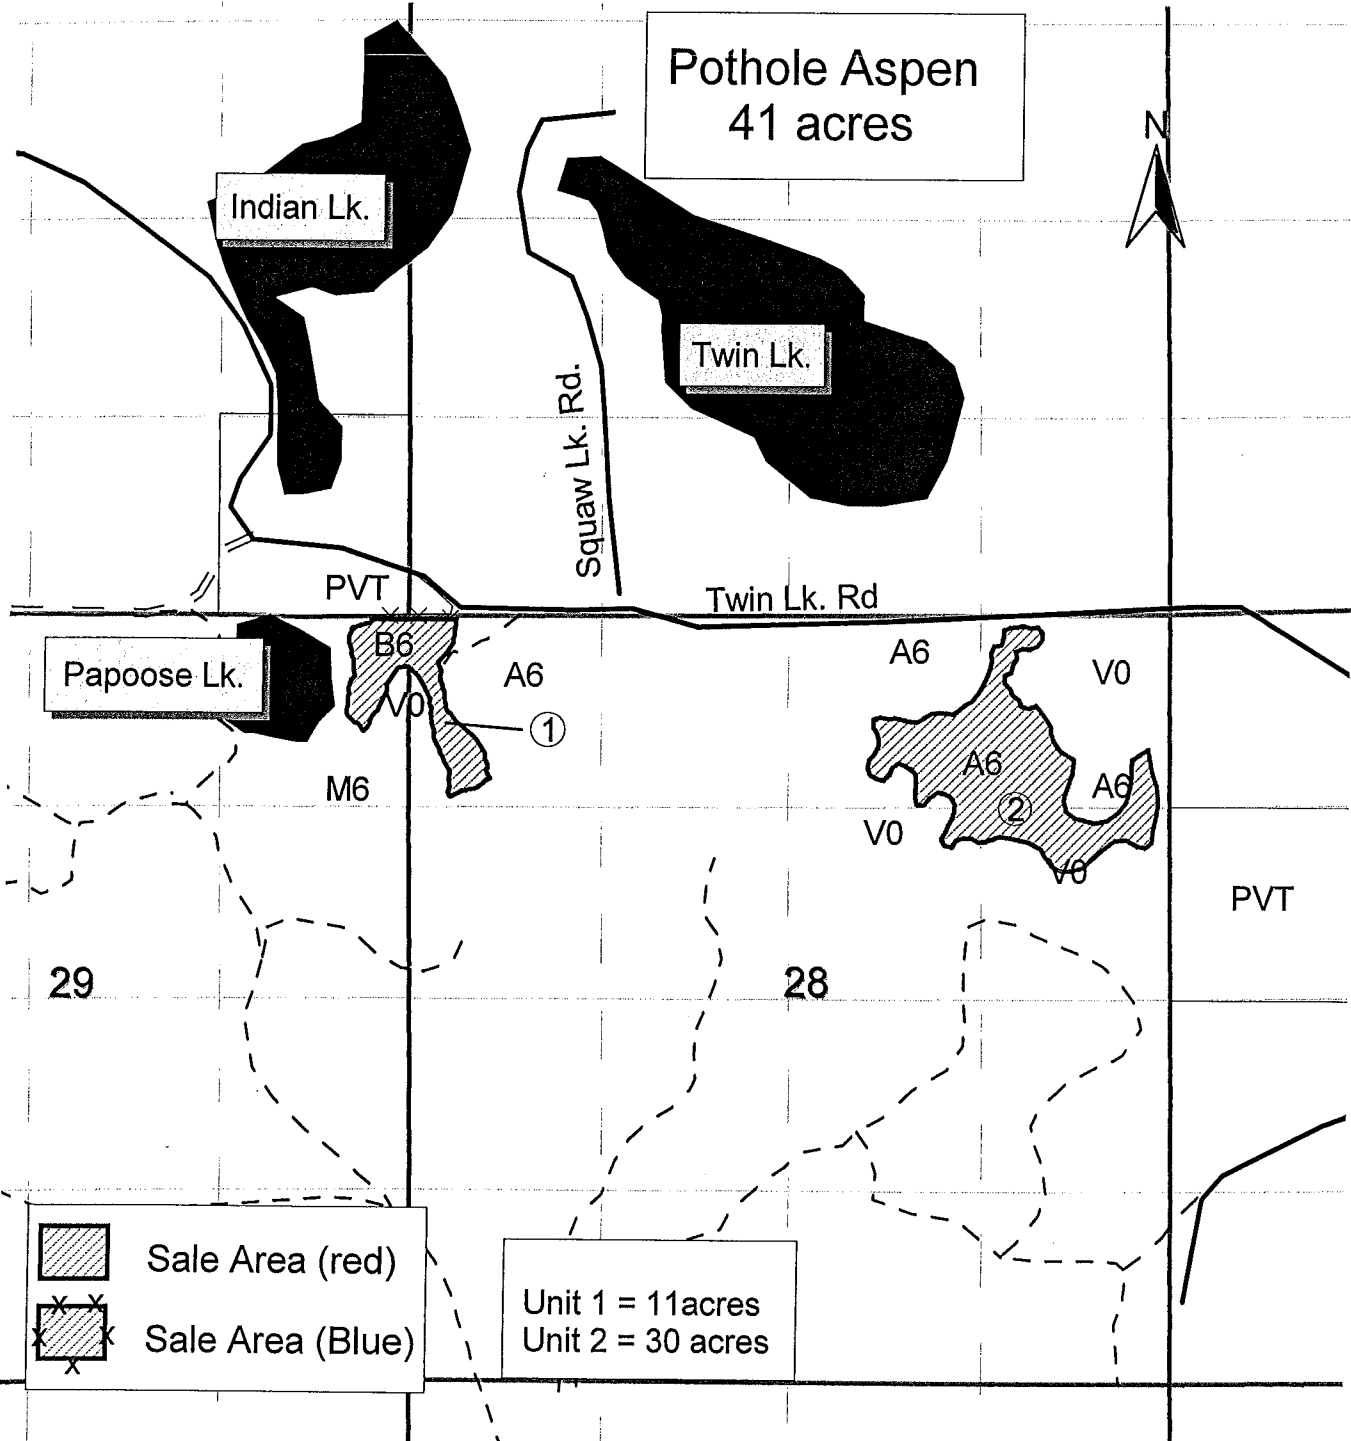 Pothole Aspen
41 acres
N
Indian Lk.
Twin Lk.
Squaw Lk. Rd.
PVT
Twin Lk. Rd
B6
A6
A6
V0
Papoose Lk.
V0
1
A6
A6
M6
2
V0
V0
PVT
29
28
Sale Area (red)
X X
X X
Sale Area (Blue)
X
Unit 1 = 11acres
Unit 2 = 30 acres